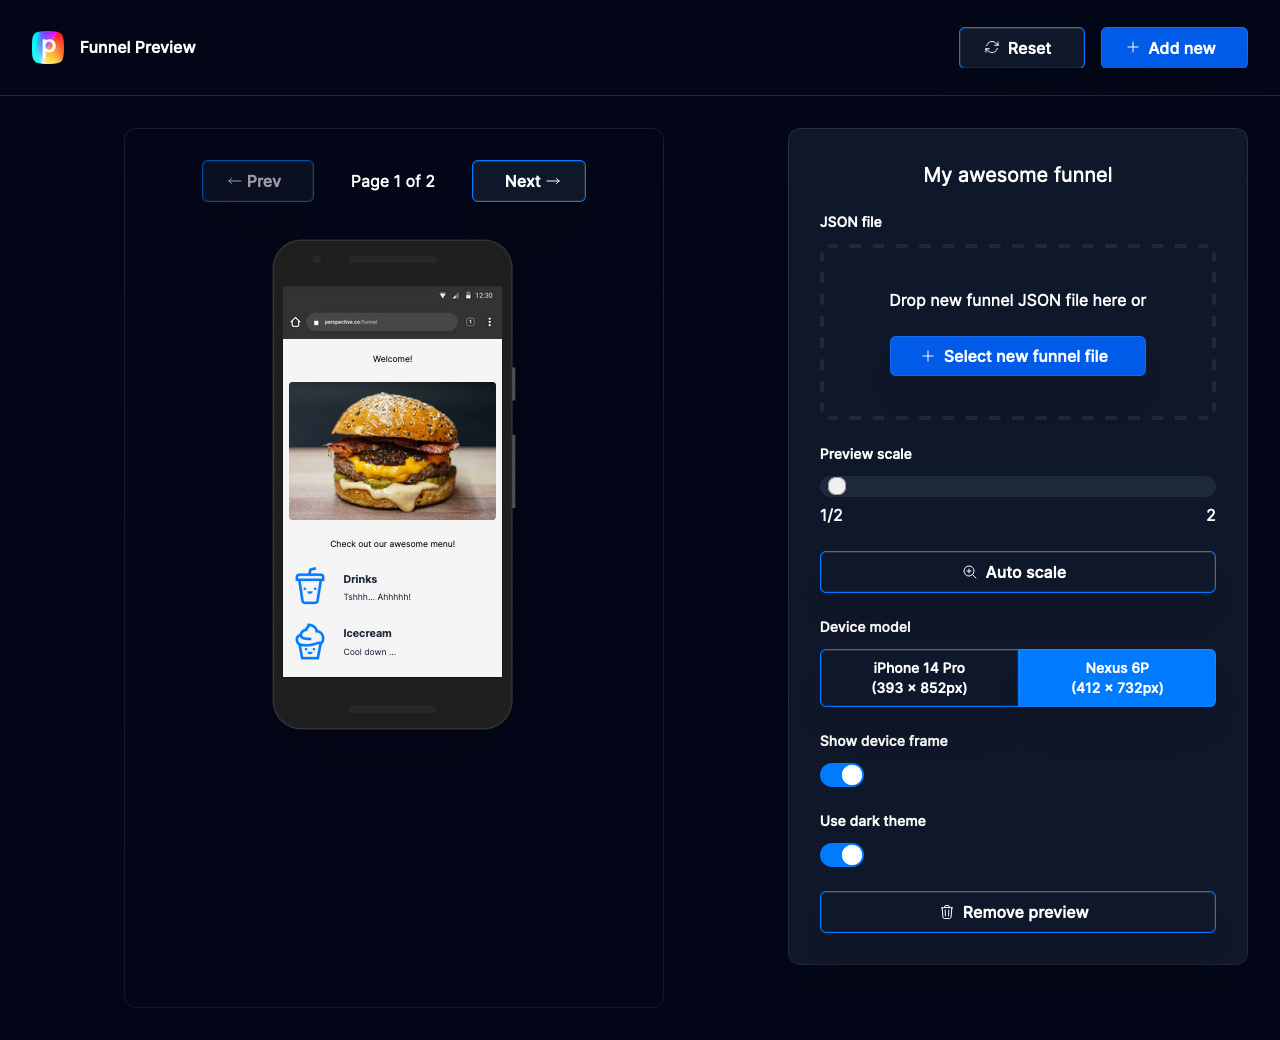 Funnel Preview
Reset
Add new
← Prev
Page 1 of 2
Next →
12:30
perspective.co/funnel
1
Welcome!
Check out our awesome menu!
Drinks
Tshhh... Ahhhhh!
Icecream
Cool down ...
My awesome funnel
JSON file
Drop new funnel JSON file here or
Select new funnel file
Preview scale
1/2
2
Auto scale
Device model
iPhone 14 Pro
(393 × 852px)
Nexus 6P
(412 × 732px)
Show device frame
Use dark theme
Remove preview